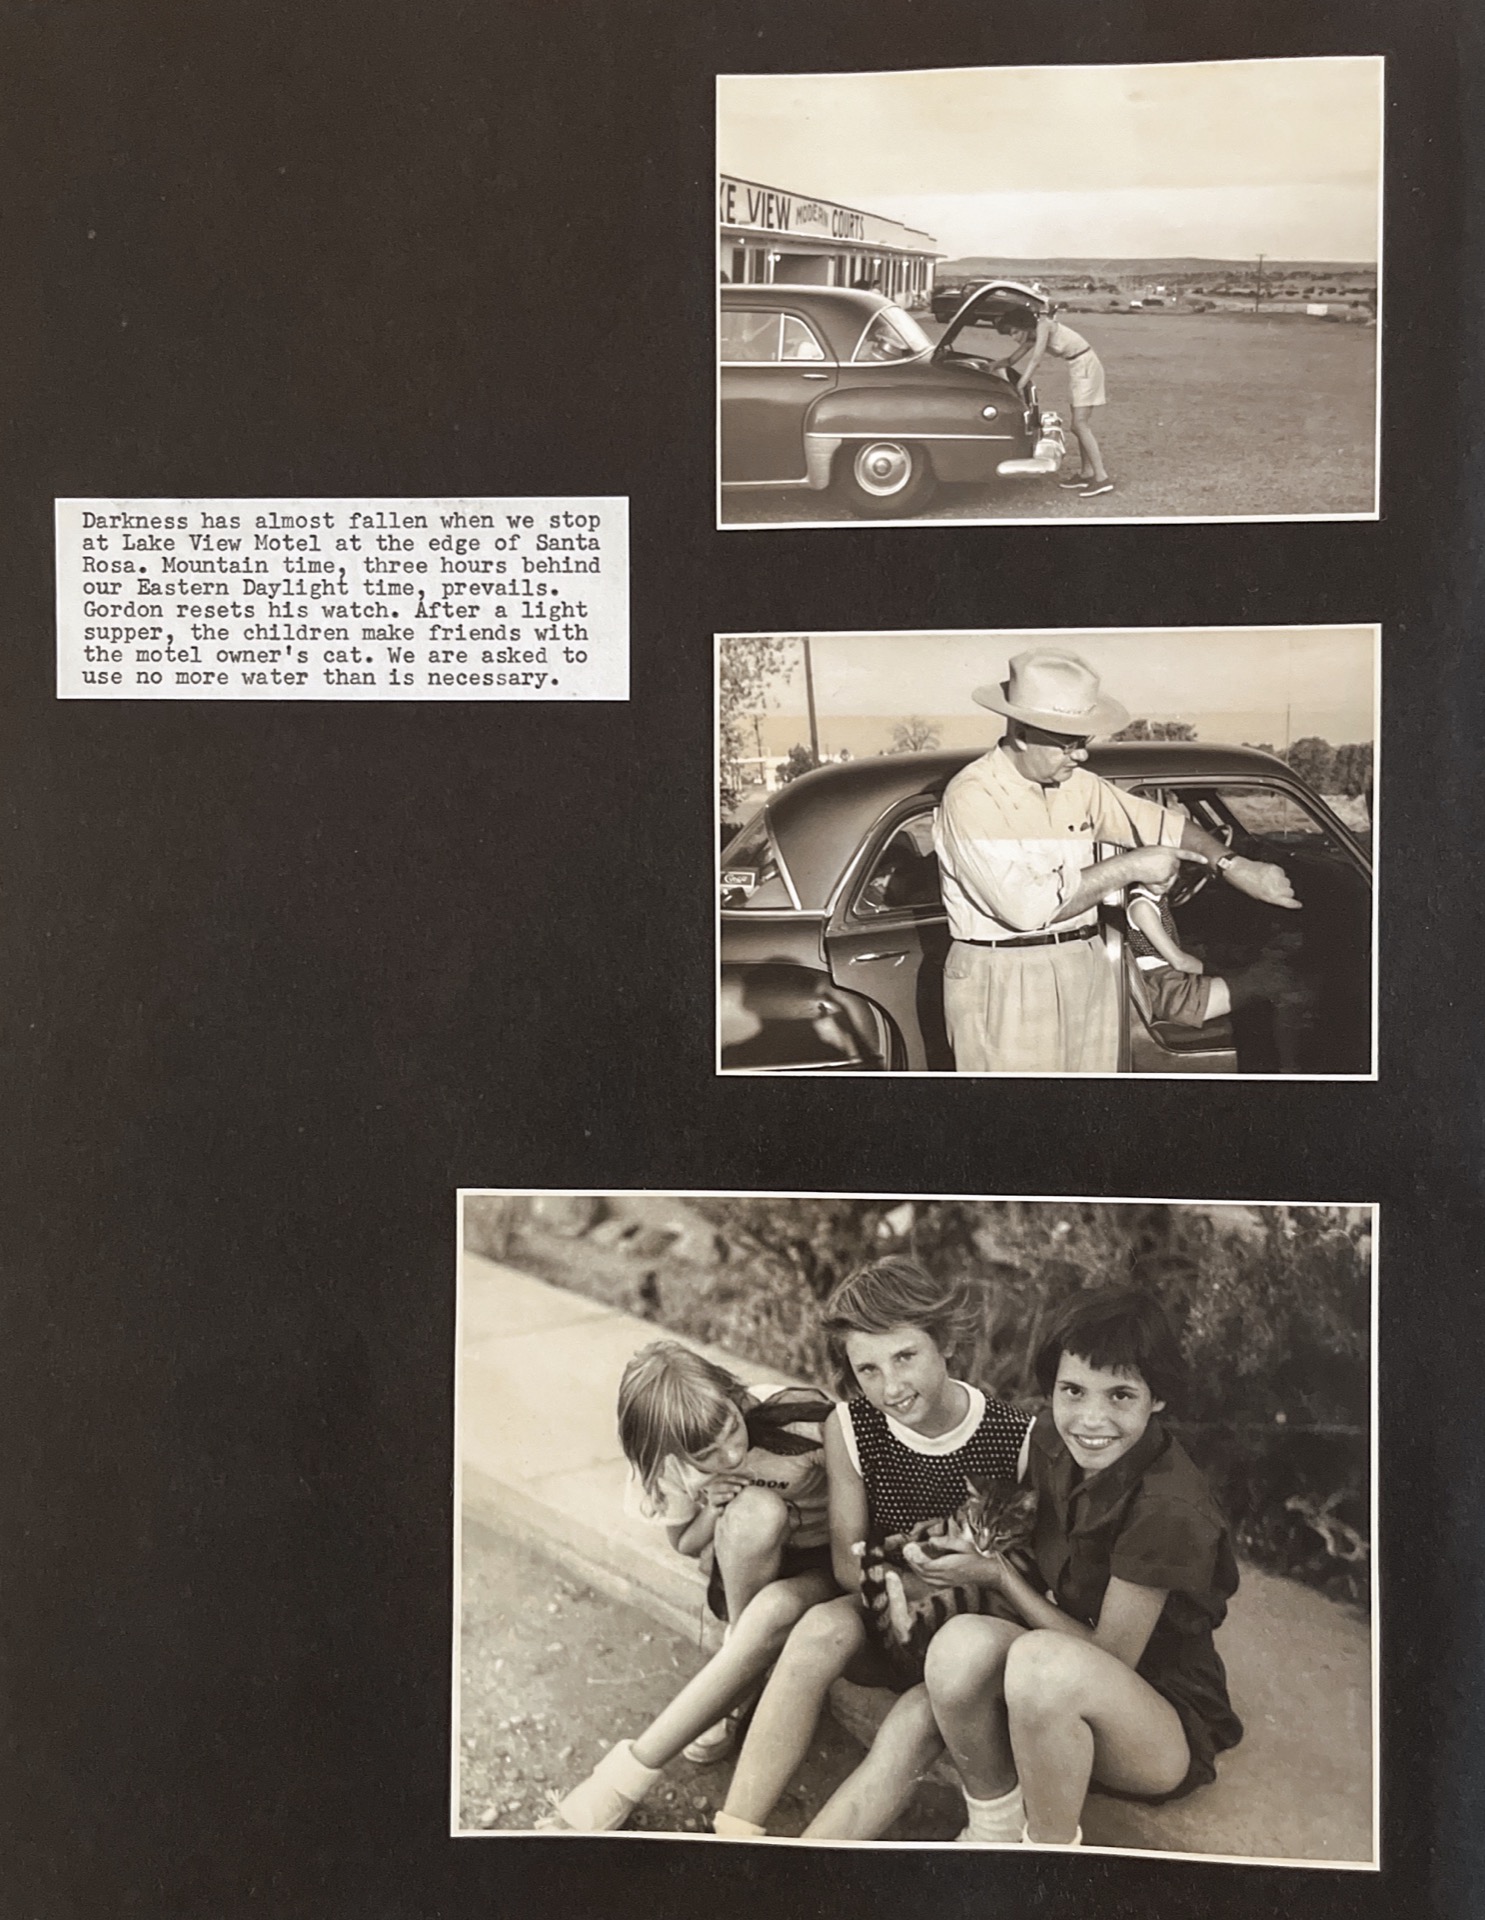 KE VIEW MODERN COURTS
Darkness has almost fallen when we stop
at Lake View Motel at the edge of Santa
Rosa. Mountain time, three hours behind
our Eastern Daylight time, prevails.
Gordon resets his watch. After a light
supper, the children make friends with
the motel owner's cat. We are asked to
use no more water than is necessary.